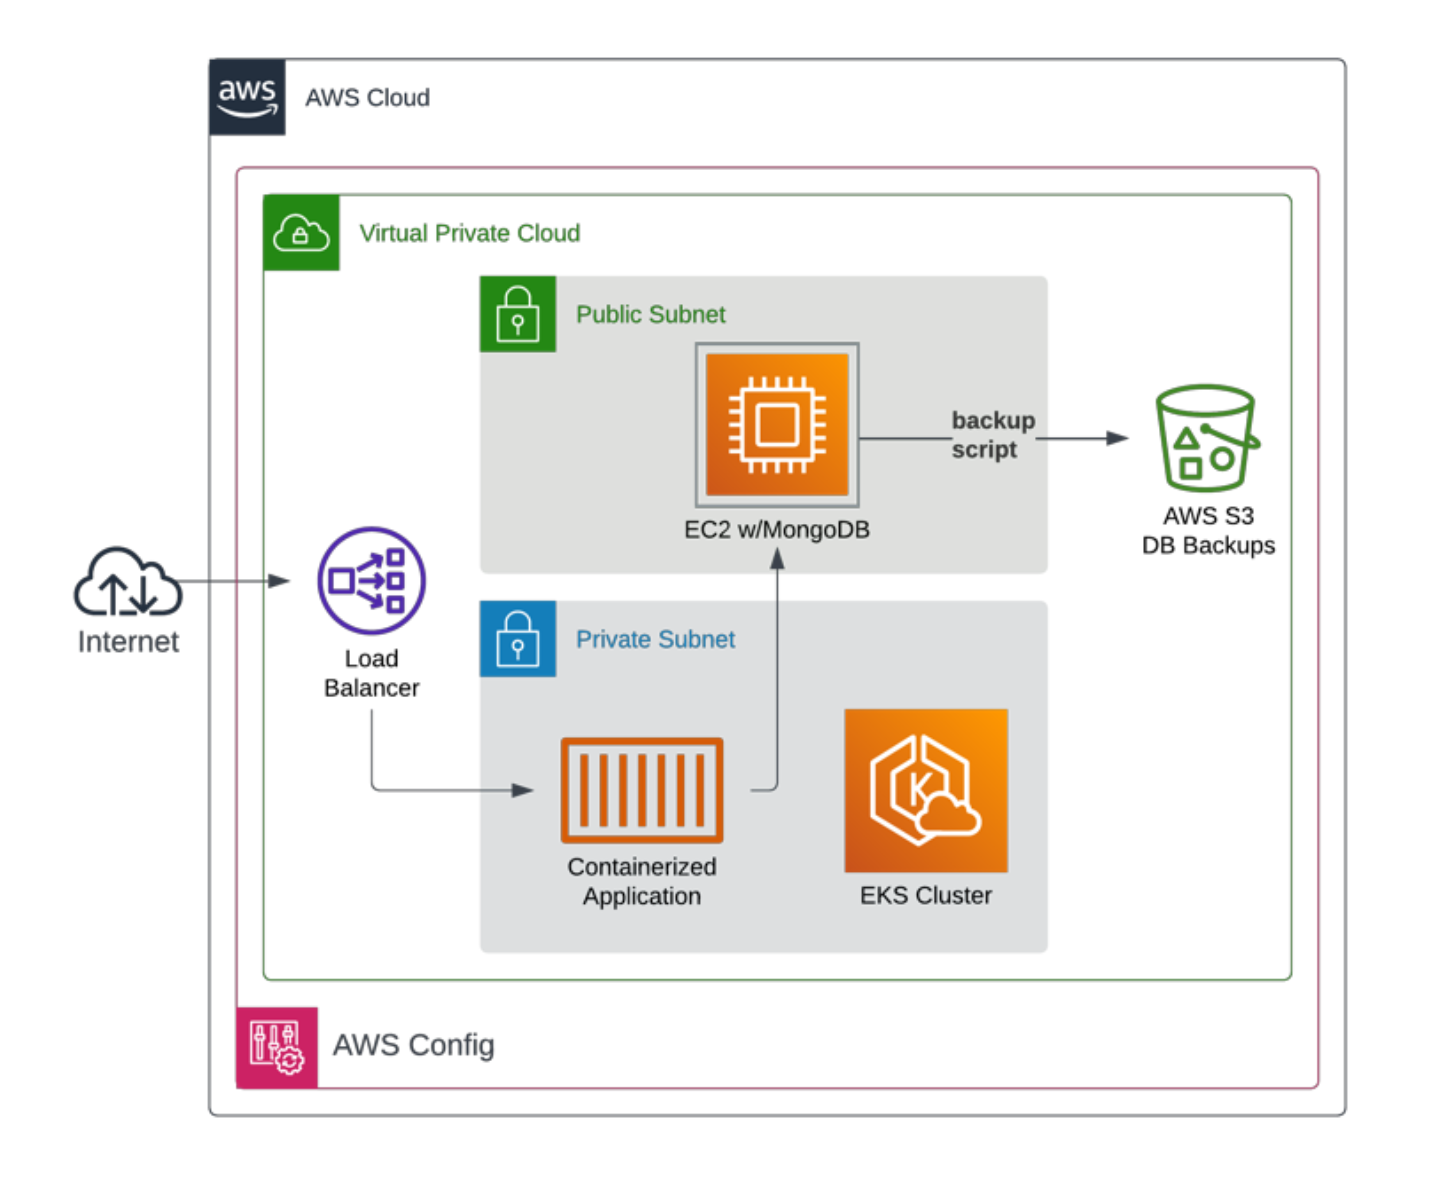 aws
AWS Cloud
Virtual Private Cloud
Public Subnet
EC2 w/MongoDB
backup
script
AWS S3
DB Backups
Internet
Load
Balancer
Private Subnet
Containerized
Application
K
EKS Cluster
AWS Config